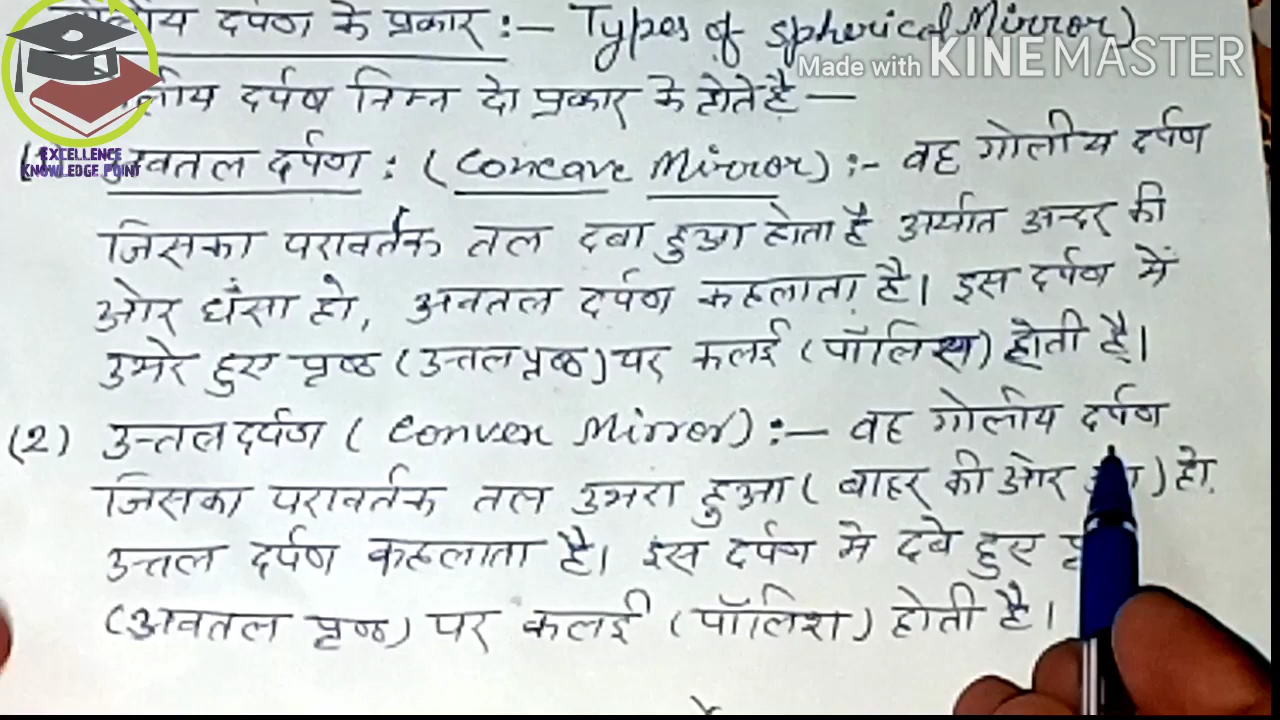 दर्पण के प्रकार :- Types of spherical Mirror)
Made with KINEMASTER
दर्पण निम्न दो प्रकार के होते है —
EXCELLENCE
KNOWLEDGE POINT
(1) अवतल दर्पण : (Concave Mirror) :- वह गोलीय दर्पण
जिसका परावर्तक तल दबा हुआ होता है अर्थात अन्दर की
ओर धंसा हो, अवतल दर्पण कहलाता है। इस दर्पण में
उभरे हुए पृष्ठ (उत्तल पृष्ठ) पर कलई (पॉलिश) होती है।
(2) उत्तल दर्पण ( Convex Mirror) :- वह गोलीय दर्पण
जिसका परावर्तक तल उभरा हुआ ( बाहर की ओर ) हो,
उत्तल दर्पण कहलाता है। इस दर्पण मे दबे हुए
(अवतल पृष्ठ) पर कलई (पॉलिश) होती है।